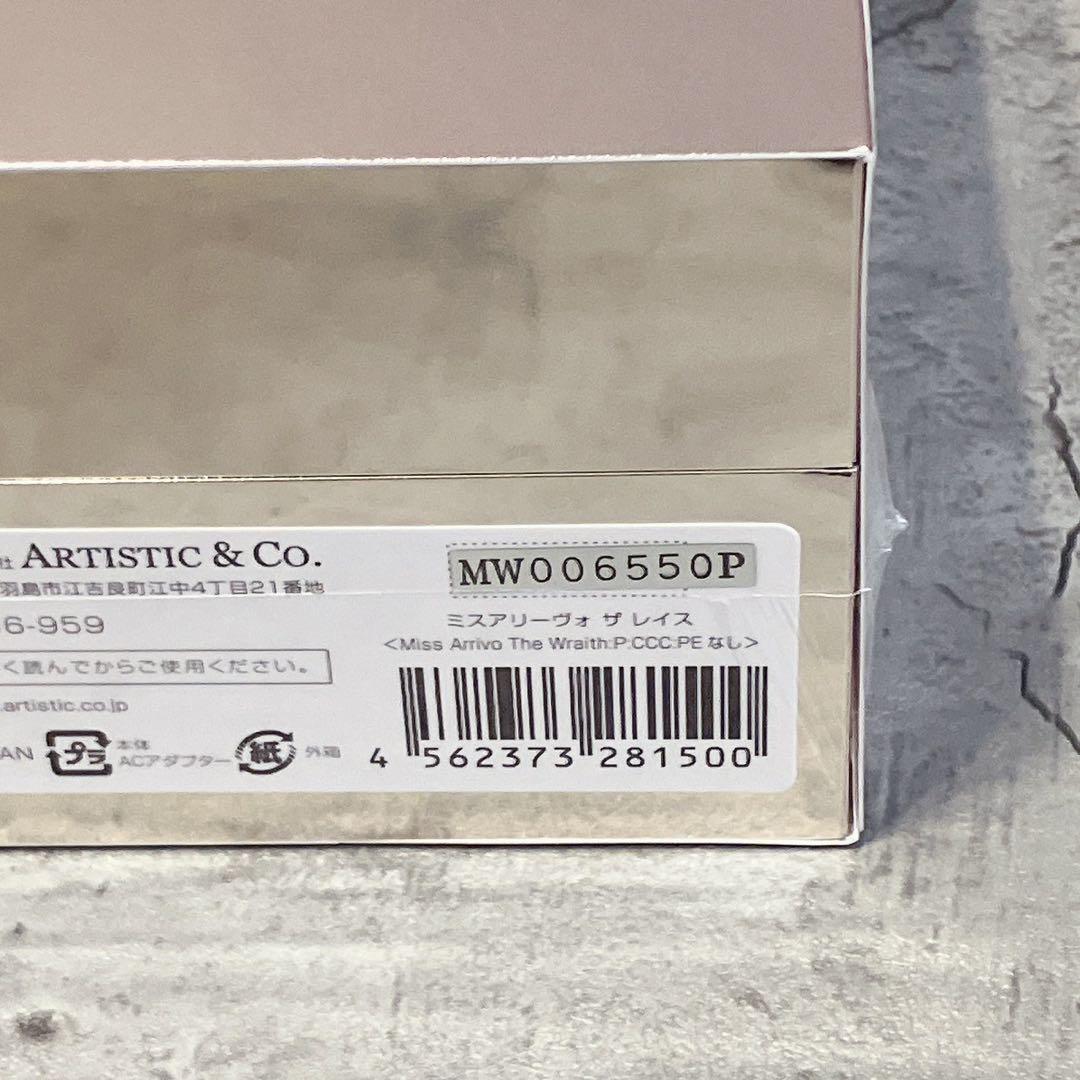 社 ARTISTIC & CO.
羽島市江吉良町江中4丁目21番地
6-959
く読んでからご使用ください。
.artistic.co.jp
AN プラ 本体
ACアダプター 紙 外箱
MW006550P
ミスアリーヴォ ザ レイス
<Miss Arrivo The Wraith:P:CCC:PEなし>
4 562373 281500